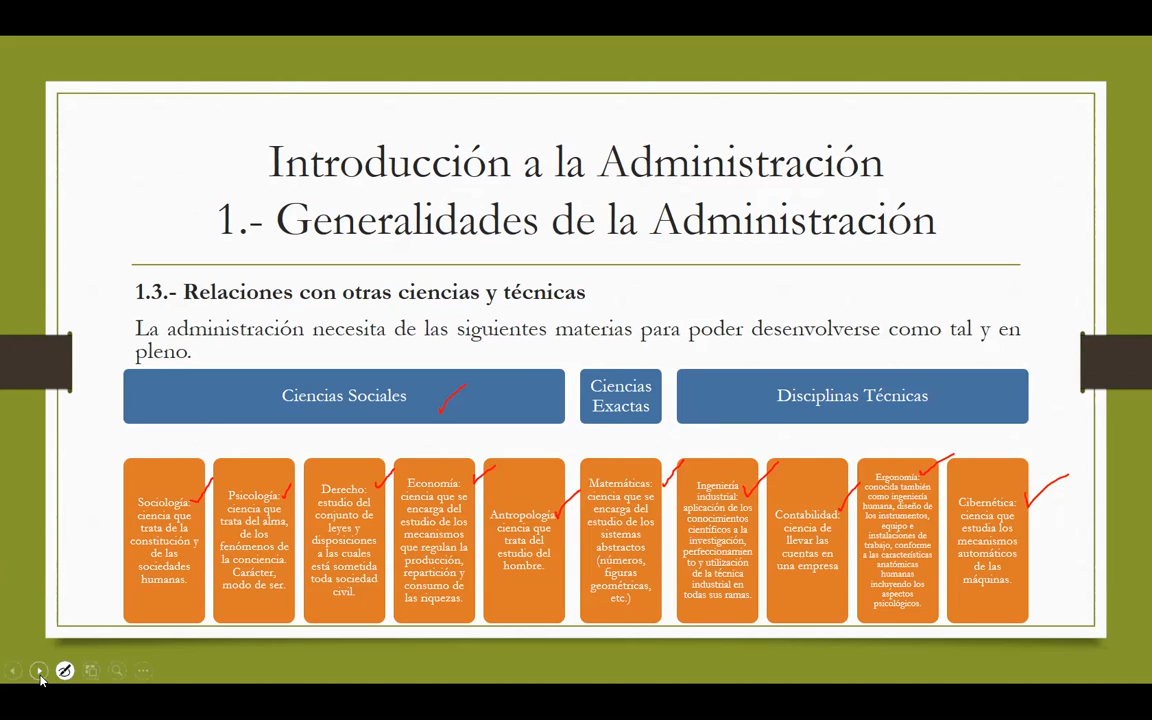 Introducción a la Administración
1.- Generalidades de la Administración
1.3.- Relaciones con otras ciencias y técnicas
La administración necesita de las siguientes materias para poder desenvolverse como tal y en
pleno.
Ciencias Sociales
Ciencias
Exactas
Disciplinas Técnicas
Sociología:
ciencia que
trata de la
constitución y
de las
sociedades
humanas.
Psicología:
ciencia que
trata del alma,
de los
fenómenos de
la conciencia.
Carácter,
modo de ser.
Derecho:
estudio del
conjunto de
leyes y
disposiciones
a las cuales
está sometida
toda sociedad
civil.
Economía:
ciencia que se
encarga del
estudio de los
mecanismos
que regulan la
producción,
repartición y
consumo de
las riquezas.
Antropología:
ciencia que
trata del
estudio del
hombre.
Matemáticas:
ciencia que se
encarga del
estudio de los
sistemas
abstractos
(números,
figuras
geométricas,
etc.)
Ingeniería
industrial:
aplicación de los
conocimientos
científicos a la
investigación,
perfeccionamien
to y utilización
de la técnica
industrial en
todas sus ramas.
Contabilidad:
ciencia de
llevar las
cuentas en
una empresa
Ergonomía:
conocida también
como ingeniería
humana, diseño de
los instrumentos,
equipo e
instalaciones de
trabajo, conforme
a las características
anatómicas
humanas
incluyendo los
aspectos
psicológicos.
Cibernética:
ciencia que
estudia los
mecanismos
automáticos
de las
máquinas.